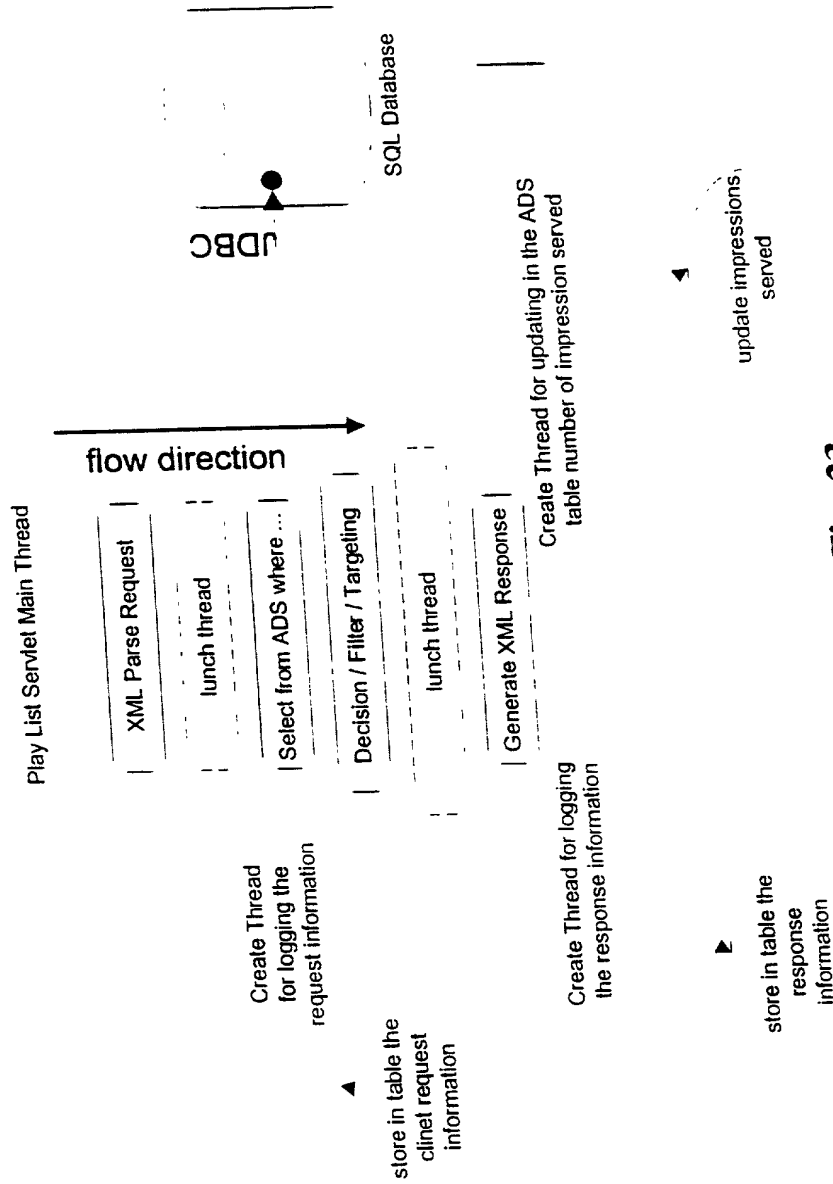 Play List Servlet Main Thread
XML Parse Request
lunch thread
Select from ADS where ...
Decision / Filter / Targeting
lunch thread
Generate XML Response
flow direction
JDBC
SQL Database
Create Thread
for logging the
request information
store in table the
clinet request
information
Create Thread for logging
the response information
store in table the
response
information
Create Thread for updating in the ADS
table number of impression served
update impressions
served